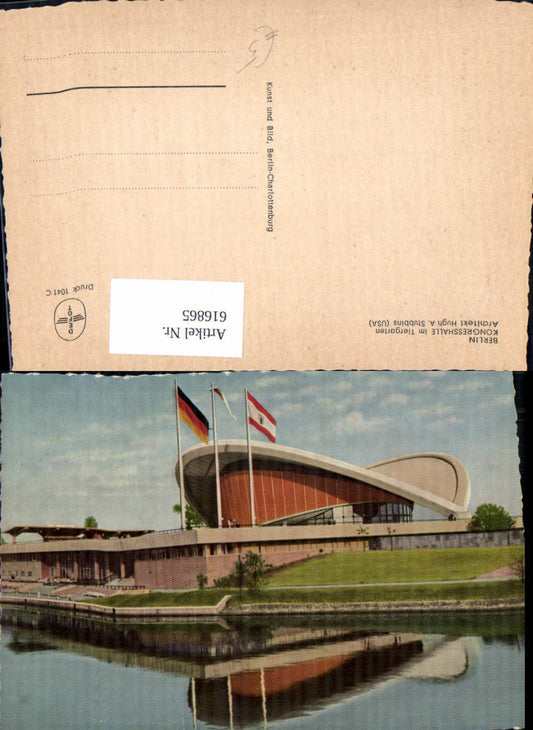 BERLIN
KONGRESSHALLE im Tiergarten
Architekt Hugh A. Stubbins (USA)
Kunst und Bild, Berlin-Charlottenburg
Druck 1041 C
Artikel Nr.
616865